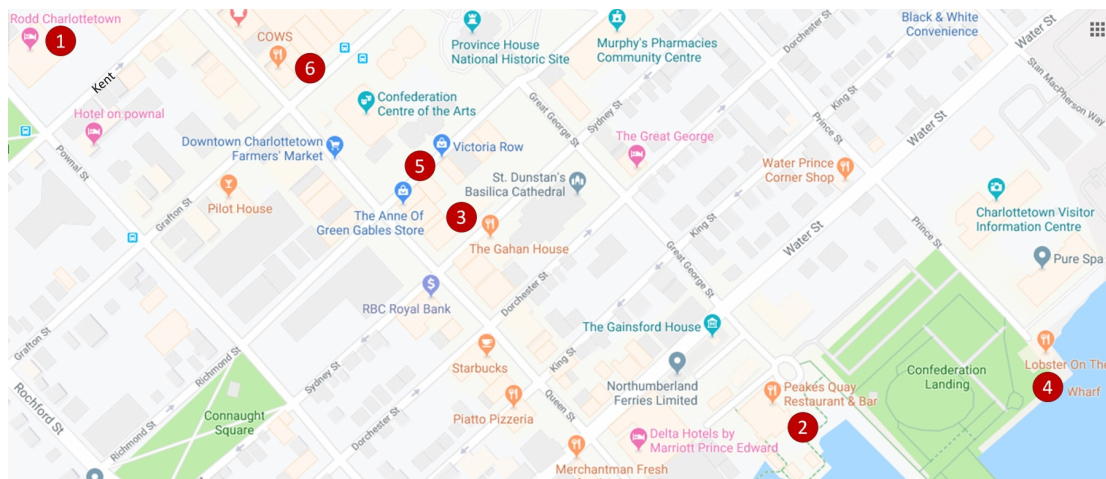 Rodd Charlottetown
1
COWS
6
Kent
Province House
National Historic Site
Murphy's Pharmacies
Community Centre
Dorchester St
Black & White
Convenience
Water St
Stan MacPherson Way
Hotel on pownal
Confederation
Centre of the Arts
Great George St
Sydney St
King St
Prince St
Water St
Downtown Charlottetown
Farmers' Market
Victoria Row
5
The Great George
Water Prince
Corner Shop
Pownal St
Grafton St
Pilot House
The Anne Of
Green Gables Store
3
St. Dunstan's
Basilica Cathedral
The Gahan House
King St
Water St
Prince St
Charlottetown Visitor
Information Centre
Pure Spa
Great George St
RBC Royal Bank
Dorchester St
The Gainsford House
Grafton St
Richmond St
Sydney St
Starbucks
King St
Northumberland
Ferries Limited
Peakes Quay
Restaurant & Bar
2
Confederation
Landing
Lobster On The
Wharf
4
Rochford St
Connaught
Square
Queen St
Piatto Pizzeria
Dorchester St
Richmond St
Delta Hotels by
Marriott Prince Edward
Merchantman Fresh